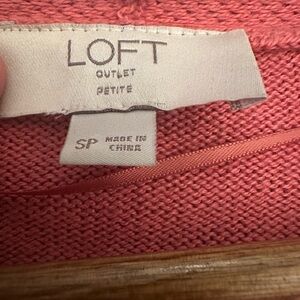 LOFT
OUTLET
PETITE
SP MADE IN
CHINA